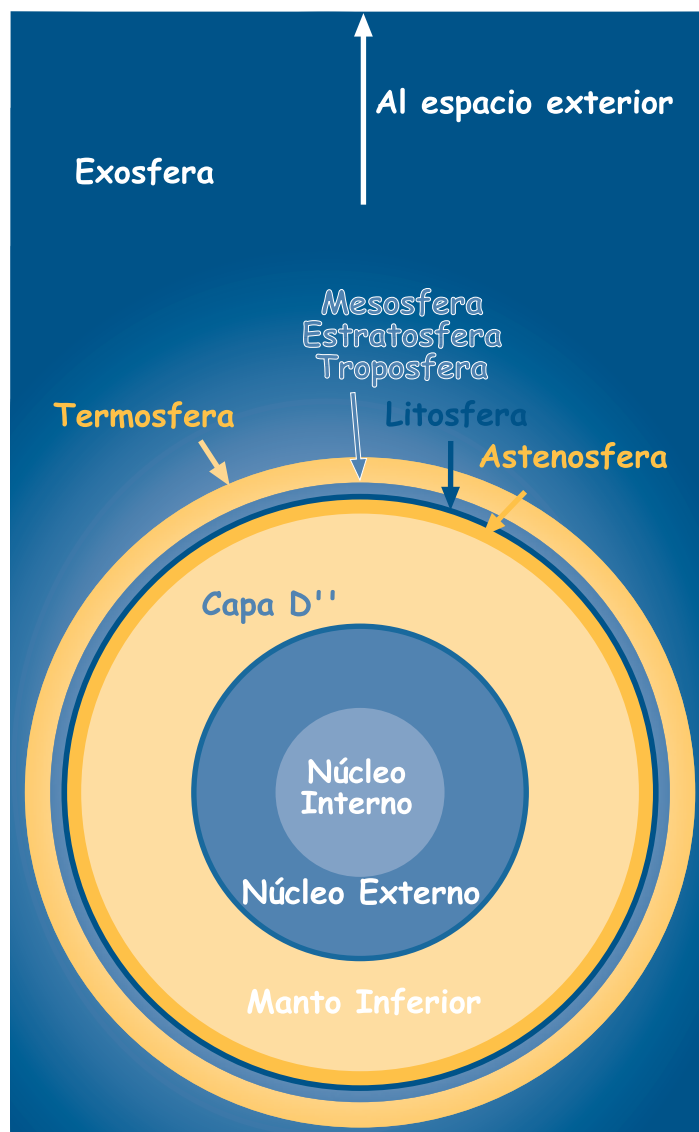 Al espacio exterior
Exosfera
Mesosfera
Estratosfera
Troposfera
Termosfera
Litosfera
Astenosfera
Capa D''
Núcleo
Interno
Núcleo Externo
Manto Inferior